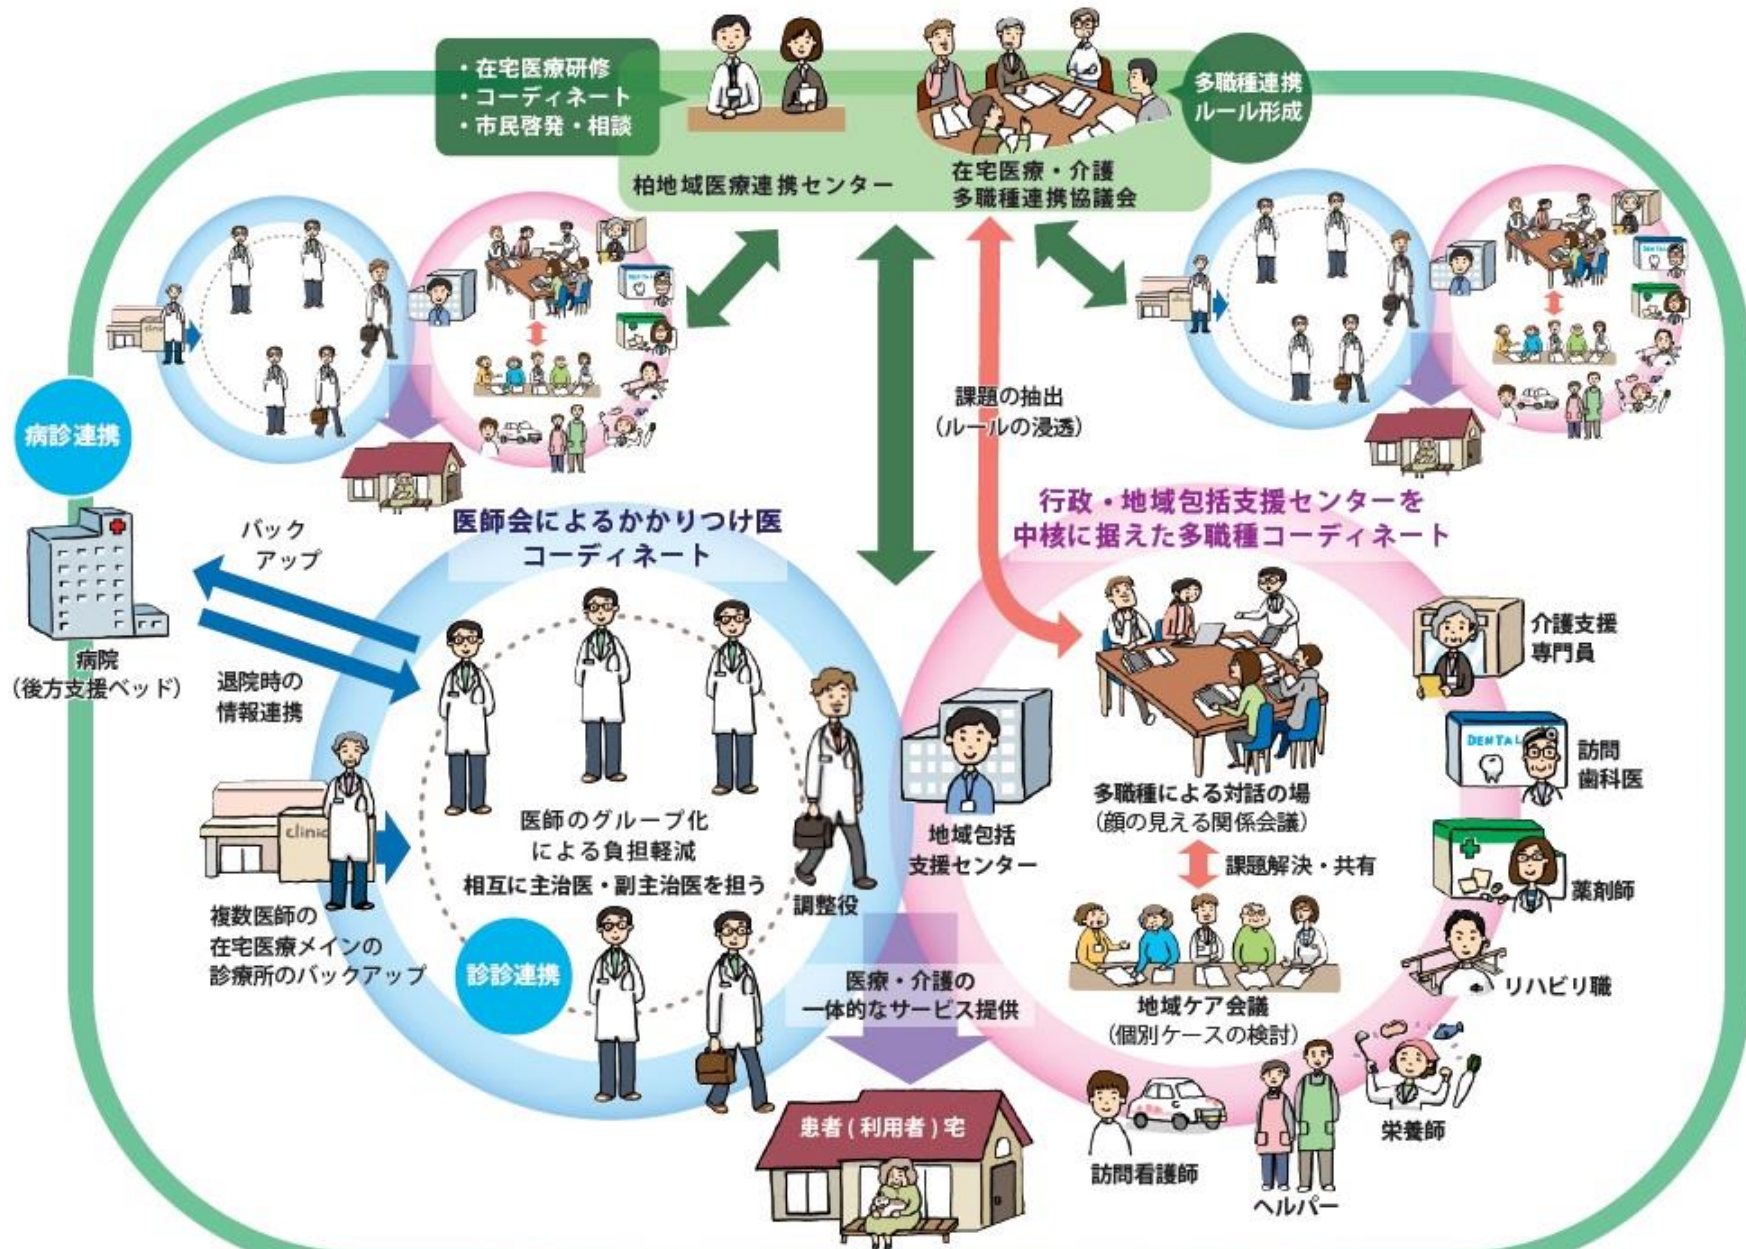 ・在宅医療研修
・コーディネート
・市民啓発・相談
多職種連携
ルール形成
柏地域医療連携センター
在宅医療・介護
多職種連携協議会
課題の抽出
(ルールの浸透)
病診連携
病院
(後方支援ベッド)
バック
アップ
退院時の
情報連携
医師会によるかかりつけ医
コーディネート
行政・地域包括支援センターを
中核に据えた多職種コーディネート
clinic
複数医師の
在宅医療メインの
診療所のバックアップ
医師のグループ化
による負担軽減
相互に主治医・副主治医を担う
調整役
診診連携
地域包括
支援センター
多職種による対話の場
(顔の見える関係会議)
課題解決・共有
地域ケア会議
(個別ケースの検討)
介護支援
専門員
DENTAL
訪問
歯科医
薬剤師
リハビリ職
栄養師
ヘルパー
訪問看護師
医療・介護の
一体的なサービス提供
患者(利用者)宅